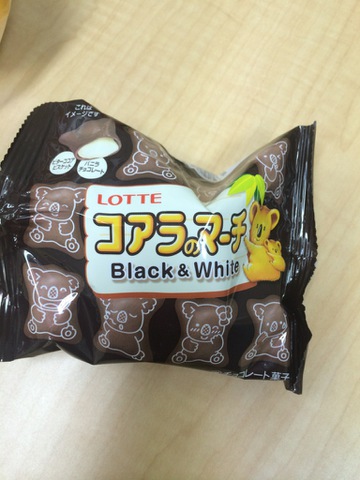 これは
イメージです
ビターココア
ビスケット
バニラ
チョコレート
LOTTE
コアラのマーチ
Black & White
チョコレート菓子